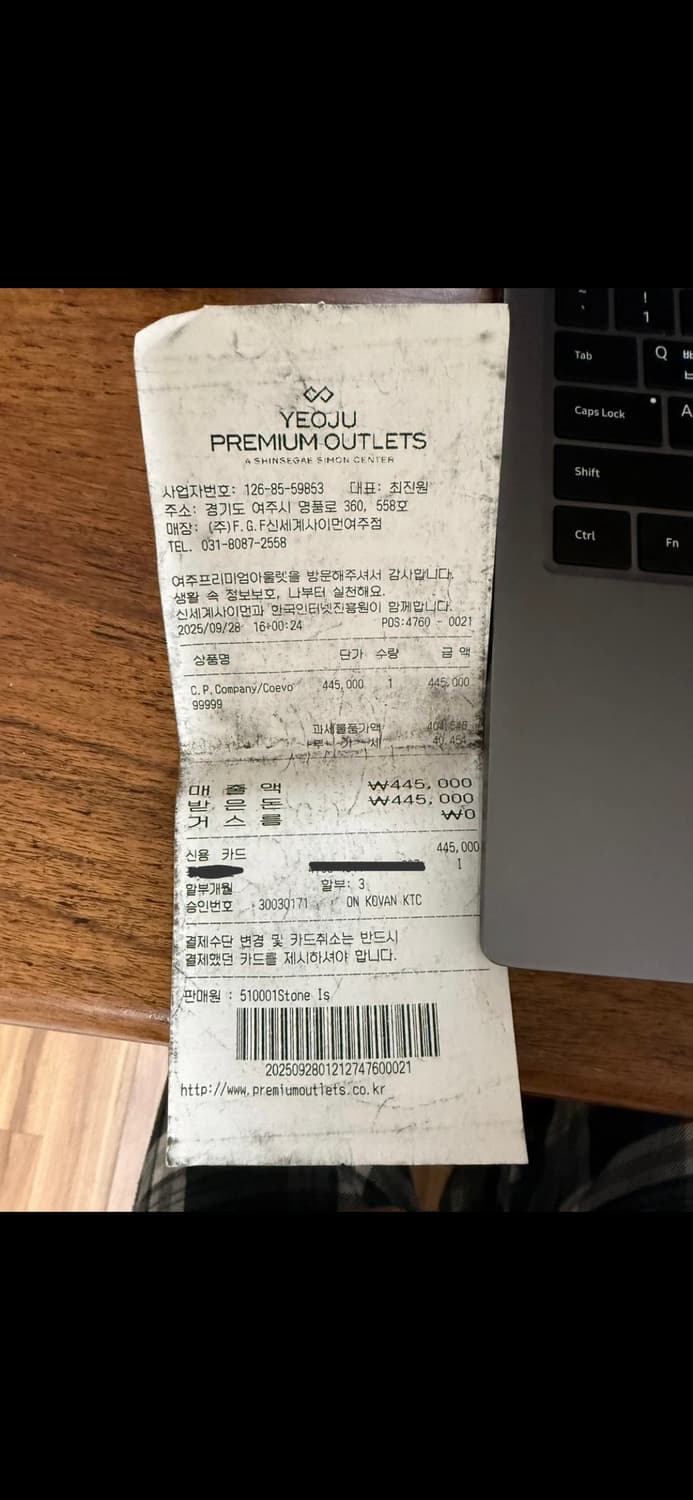 YEOJU
PREMIUM OUTLETS
A SHINSEGAE SIMON CENTER
사업자번호: 126-85-59853 대표: 최진원
주소: 경기도 여주시 명품로 360, 558호
매장: (주)F.G.F신세계사이먼여주점
TEL. 031-8087-2558
여주프리미엄아울렛을 방문해주셔서 감사합니다.
생활 속 정보보호, 나부터 실천해요.
신세계사이먼과 한국인터넷진흥원이 함께합니다.
2025/09/28 16:00:24 POS:4760 - 0021
상품명 단가 수량 금 액
C.P.Company/Coevo 445,000 1 445,000
99999
과세물품가액
부 가 세
매 출 액 ₩445,000
받 은 돈 ₩445,000
거 스 름 ₩0
신용 카드 445,000
1
할부개월 할부: 3
승인번호 30030171 ON KOVAN KTC
결제수단 변경 및 카드취소는 반드시
결제했던 카드를 제시하셔야 합니다.
판매원 : 510001Stone Is
2025092801212747600021
http://www.premiumoutlets.co.kr
~
`
!
1
Tab
Q ㅃ
ㅂ
Caps Lock
A
Shift
Ctrl
Fn